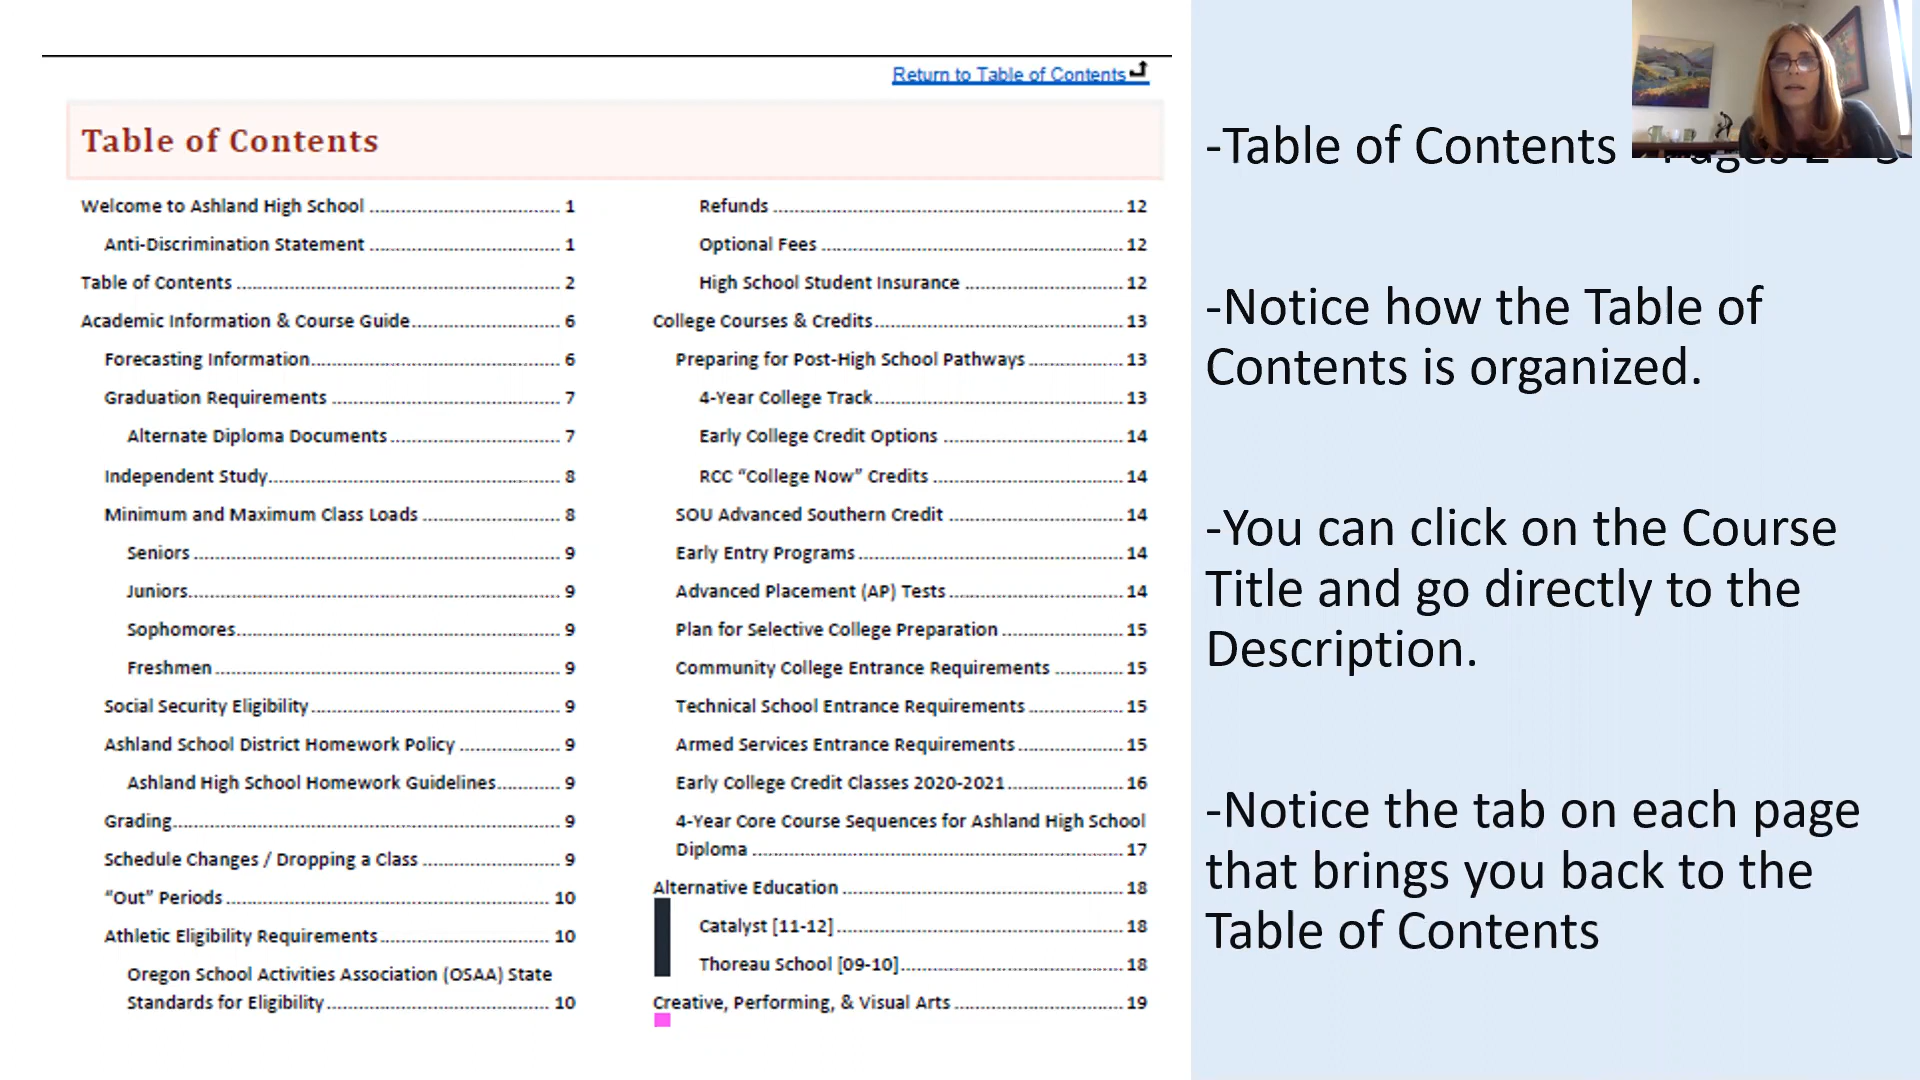 Return to Table of Contents
Table of Contents
Welcome to Ashland High School ........ 1
Anti-Discrimination Statement ........ 1
Table of Contents ........ 2
Academic Information & Course Guide ........ 6
Forecasting Information ........ 6
Graduation Requirements ........ 7
Alternate Diploma Documents ........ 7
Independent Study ........ 8
Minimum and Maximum Class Loads ........ 8
Seniors ........ 9
Juniors ........ 9
Sophomores ........ 9
Freshmen ........ 9
Social Security Eligibility ........ 9
Ashland School District Homework Policy ........ 9
Ashland High School Homework Guidelines ........ 9
Grading ........ 9
Schedule Changes / Dropping a Class ........ 9
“Out” Periods ........ 10
Athletic Eligibility Requirements ........ 10
Oregon School Activities Association (OSAA) State
Standards for Eligibility ........ 10
Refunds ........ 12
Optional Fees ........ 12
High School Student Insurance ........ 12
College Courses & Credits ........ 13
Preparing for Post-High School Pathways ........ 13
4-Year College Track ........ 13
Early College Credit Options ........ 14
RCC “College Now” Credits ........ 14
SOU Advanced Southern Credit ........ 14
Early Entry Programs ........ 14
Advanced Placement (AP) Tests ........ 14
Plan for Selective College Preparation ........ 15
Community College Entrance Requirements ........ 15
Technical School Entrance Requirements ........ 15
Armed Services Entrance Requirements ........ 15
Early College Credit Classes 2020-2021 ........ 16
4-Year Core Course Sequences for Ashland High School
Diploma ........ 17
Alternative Education ........ 18
Catalyst [11-12] ........ 18
Thoreau School [09-10] ........ 18
Creative, Performing, & Visual Arts ........ 19
-Table of Contents
-Notice how the Table of
Contents is organized.
-You can click on the Course
Title and go directly to the
Description.
-Notice the tab on each page
that brings you back to the
Table of Contents